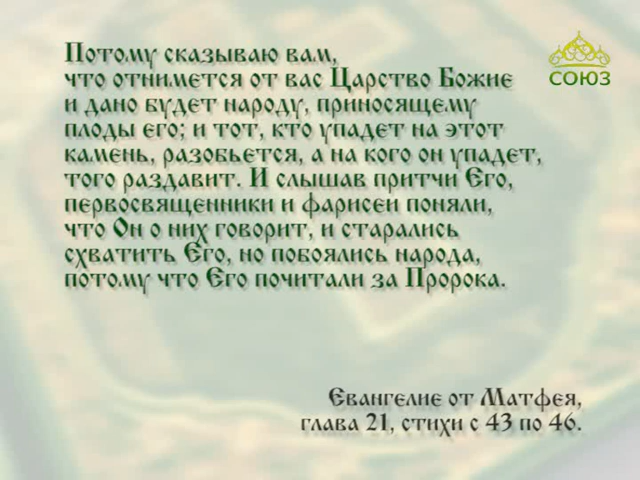 Потому сказываю вам,
что отнимется от вас Царство Божие
и дано будет народу, приносящему
плоды его; и тот, кто упадет на этот
камень, разобьется, а на кого он упадет,
того раздавит. И слышав притчи Его,
первосвященники и фарисеи поняли,
что Он о них говорит, и старались
схватить Его, но побоялись народа,
потому что Его почитали за Пророка.
СОЮЗ
Евангелие от Матфея,
глава 21, стихи с 43 по 46.